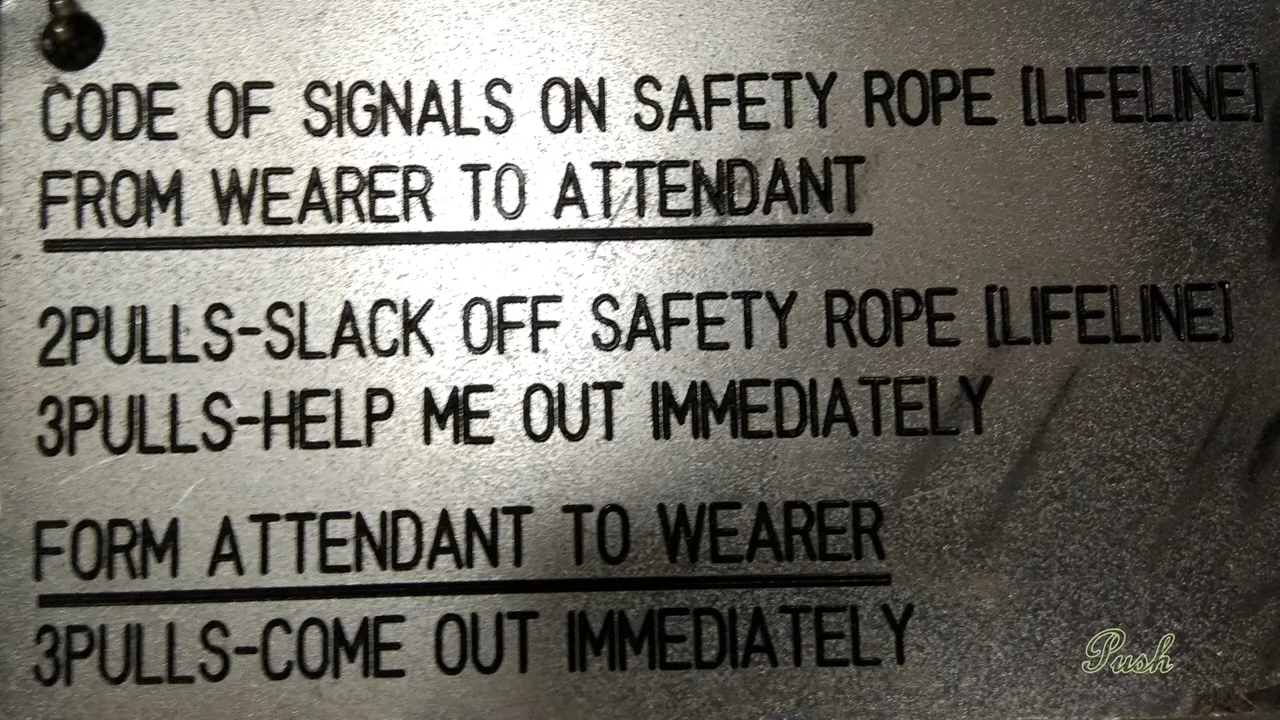 CODE OF SIGNALS ON SAFETY ROPE [LIFELINE]
FROM WEARER TO ATTENDANT
2PULLS-SLACK OFF SAFETY ROPE [LIFELINE]
3PULLS-HELP ME OUT IMMEDIATELY
FORM ATTENDANT TO WEARER
3PULLS-COME OUT IMMEDIATELY
Push